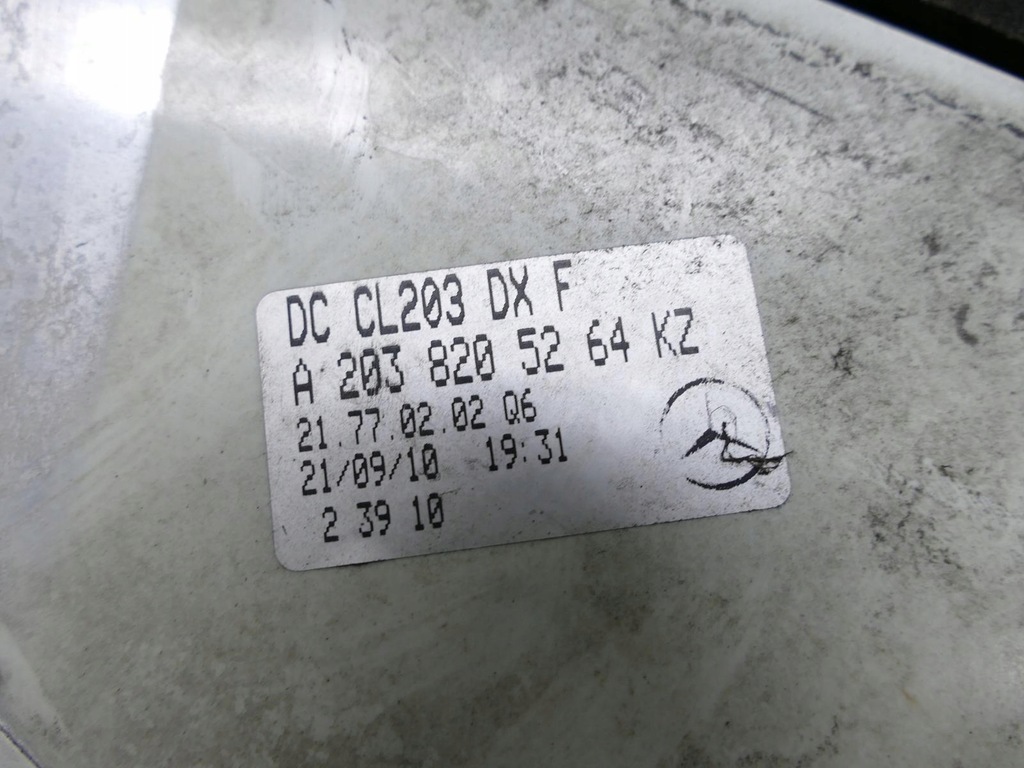 DC CL203 DX F
A 203 820 52 64 KZ
21.77.02.02 Q6
21/09/10 19:31
2 39 10